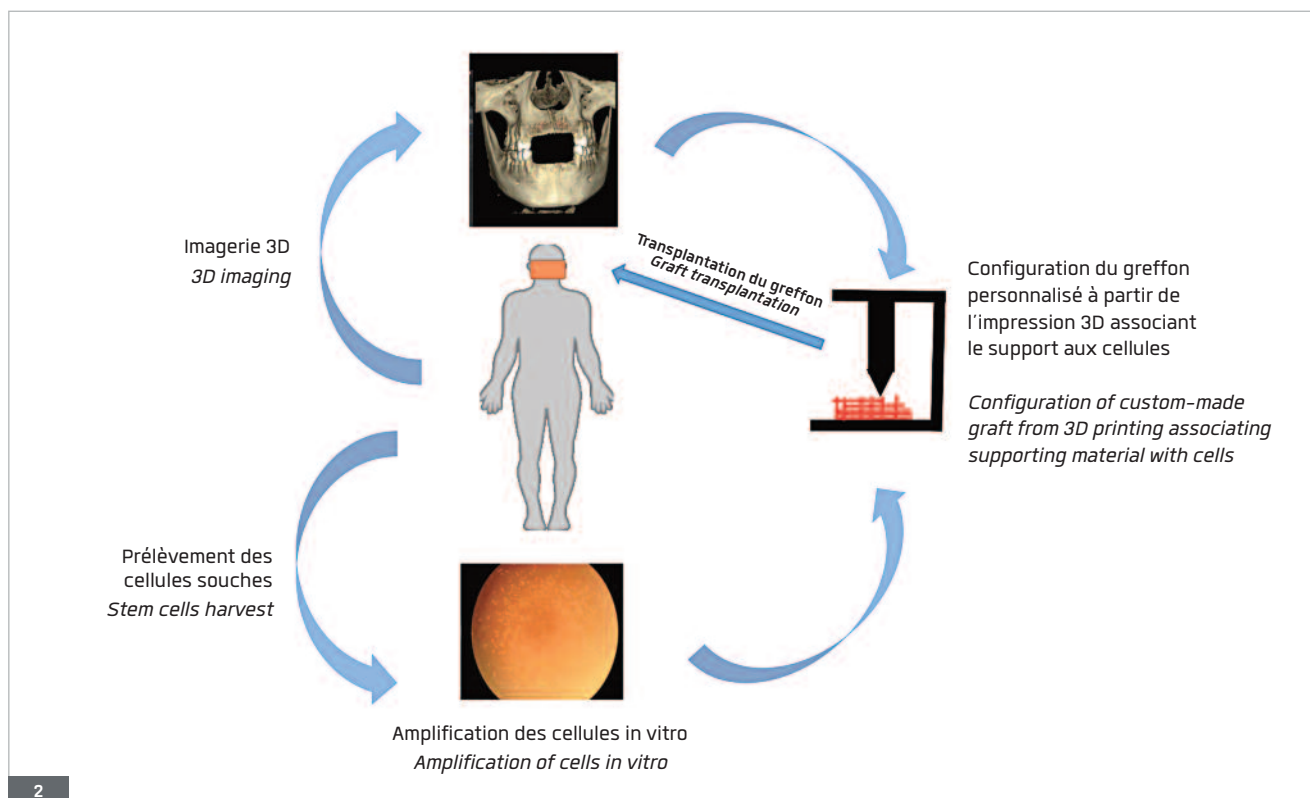 Imagerie 3D
3D imaging
Transplantation du greffon
Graft transplantation
Configuration du greffon
personnalisé à partir de
l'impression 3D associant
le support aux cellules
Configuration of custom-made
graft from 3D printing associating
supporting material with cells
Prélèvement des
cellules souches
Stem cells harvest
Amplification des cellules in vitro
Amplification of cells in vitro
2